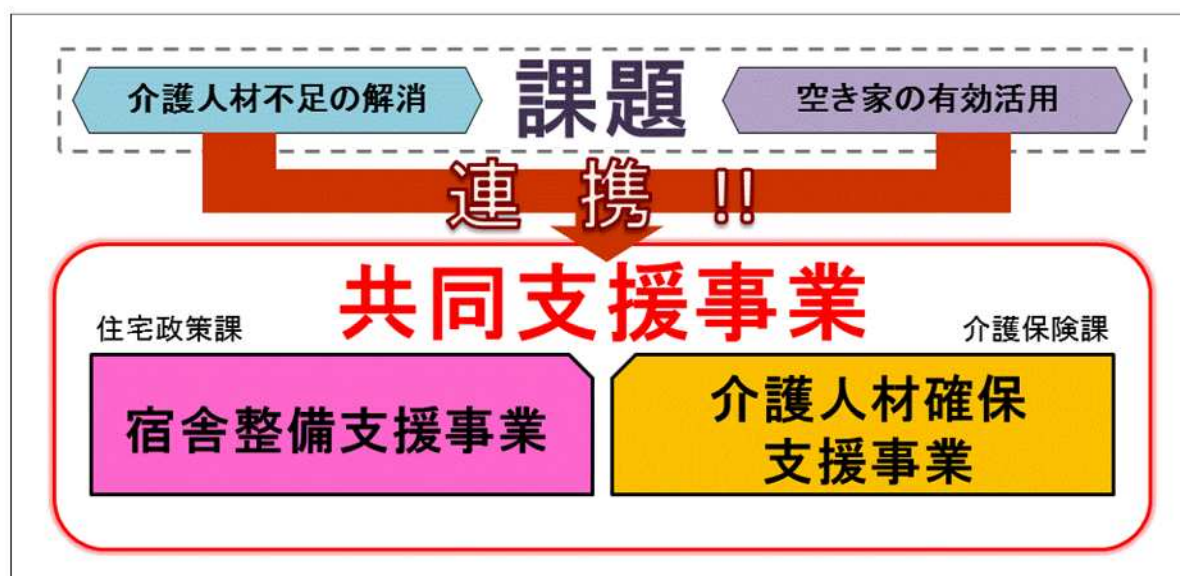 介護人材不足の解消
課題
空き家の有効活用
連携!!
共同支援事業
住宅政策課
介護保険課
宿舎整備支援事業
介護人材確保
支援事業